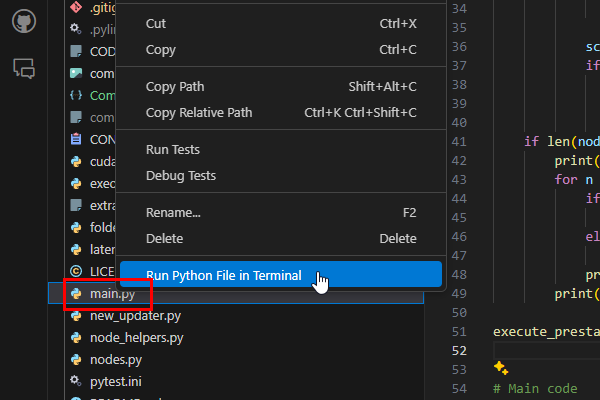 .gitig
.pylin
COD
com
Com
com
CON
cuda
exec
extra
folde
laten
LICE
main.py
new_updater.py
node_helpers.py
nodes.py
pytest.ini
Cut Ctrl+X
Copy Ctrl+C
Copy Path Shift+Alt+C
Copy Relative Path Ctrl+K Ctrl+Shift+C
Run Tests
Debug Tests
Rename... F2
Delete Delete
Run Python File in Terminal
34
35
36 sc
37 if
38
39
40
41 if len(nod
42 print(
43 for n
44 if
45
46 el
47
48 pr
49 print(
50
51 execute_presta
52
53
54 # Main code